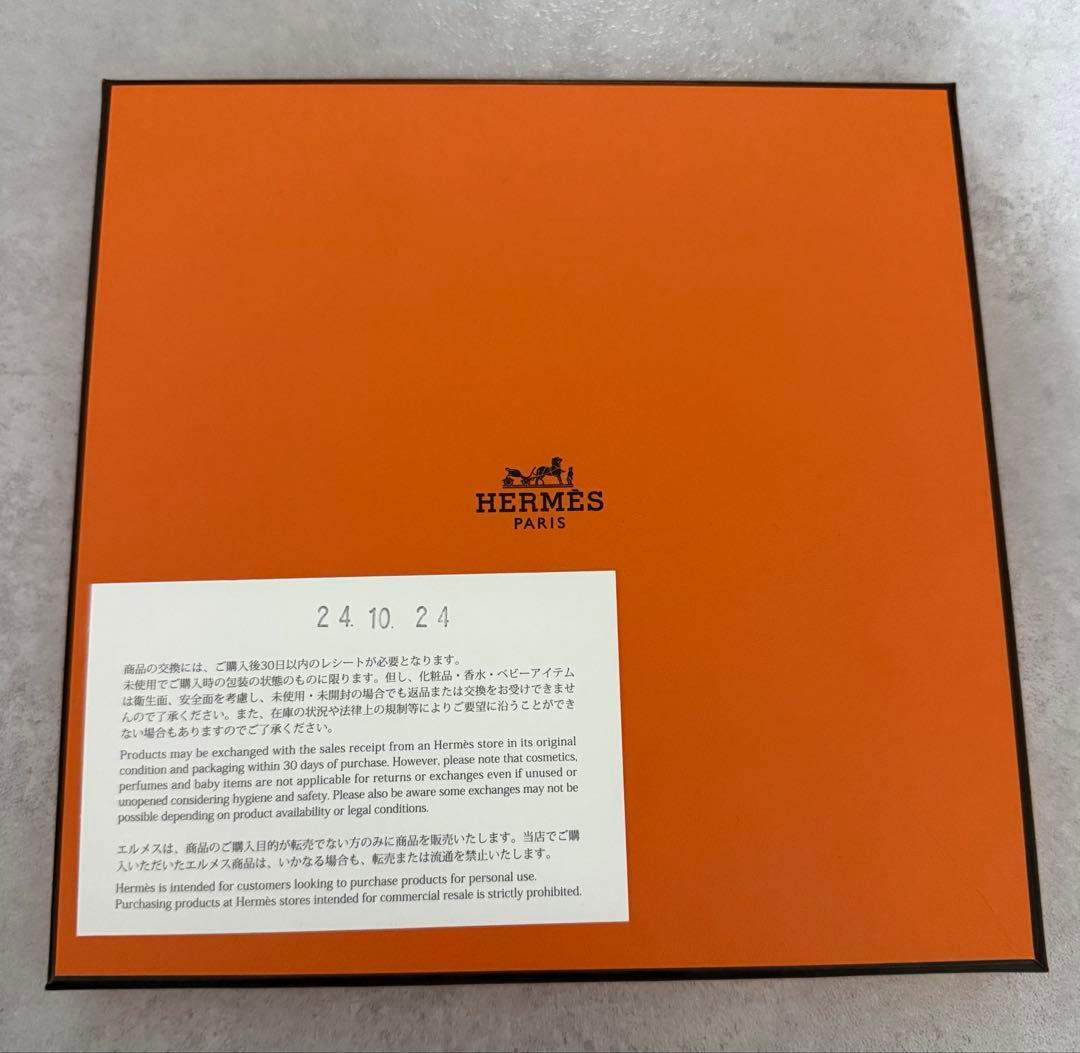 HERMÈS
PARIS
24.10.24
商品の交換には、ご購入後30日以内のレシートが必要となります。
未使用でご購入時の包装の状態のものに限ります。但し、化粧品・香水・ベビーアイテム
は衛生面、安全面を考慮し、未使用・未開封の場合でも返品または交換をお受けできませ
んので了承ください。また、在庫の状況や法律上の規制等によりご要望に沿うことができ
ない場合もありますのでご了承ください。
Products may be exchanged with the sales receipt from an Hermès store in its original
condition and packaging within 30 days of purchase. However, please note that cosmetics,
perfumes and baby items are not applicable for returns or exchanges even if unused or
unopened considering hygiene and safety. Please also be aware some exchanges may not be
possible depending on product availability or legal conditions.
エルメスは、商品のご購入目的が転売でない方のみに商品を販売いたします。当店でご購
入いただいたエルメス商品は、いかなる場合も、転売または流通を禁止いたします。
Hermès is intended for customers looking to purchase products for personal use.
Purchasing products at Hermès stores intended for commercial resale is strictly prohibited.